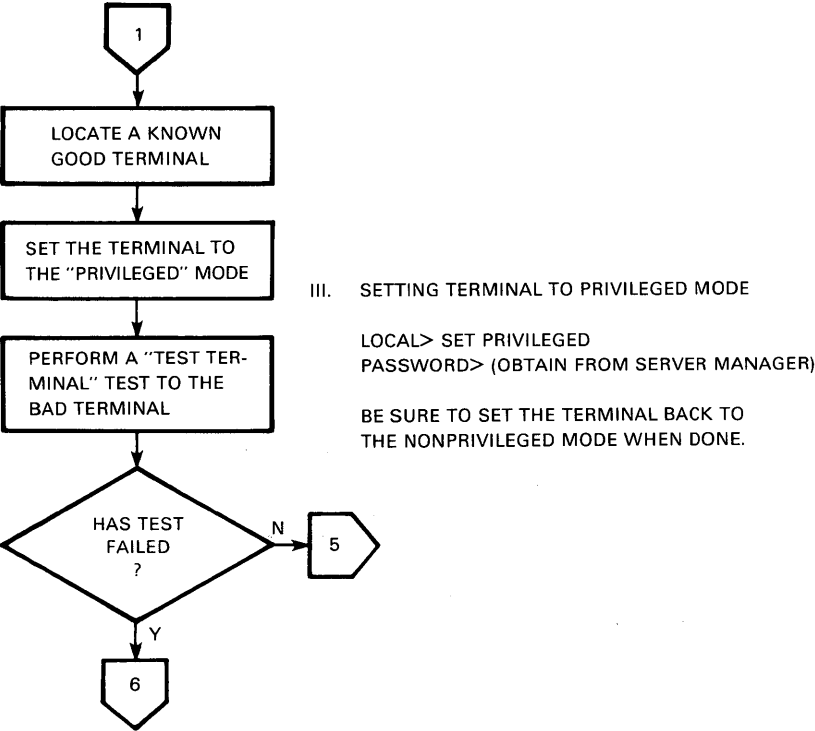 1
LOCATE A KNOWN
GOOD TERMINAL
SET THE TERMINAL TO
THE "PRIVILEGED" MODE
PERFORM A "TEST TER-
MINAL" TEST TO THE
BAD TERMINAL
HAS TEST
FAILED
?
N
5
Y
6
III. SETTING TERMINAL TO PRIVILEGED MODE
LOCAL> SET PRIVILEGED
PASSWORD> (OBTAIN FROM SERVER MANAGER)
BE SURE TO SET THE TERMINAL BACK TO
THE NONPRIVILEGED MODE WHEN DONE.